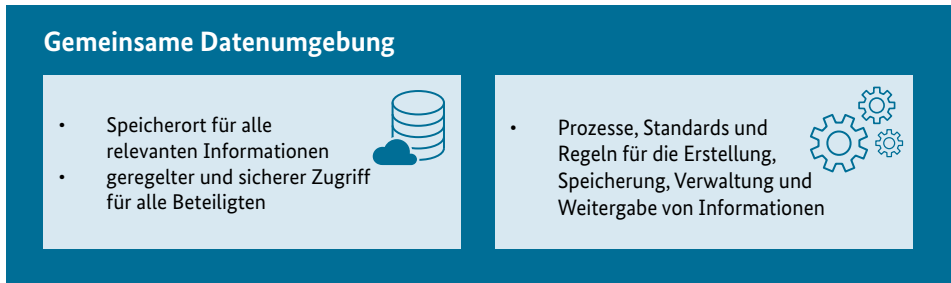 Gemeinsame Datenumgebung
• Speicherort für alle
relevanten Informationen
• geregelter und sicherer Zugriff
für alle Beteiligten
• Prozesse, Standards und
Regeln für die Erstellung,
Speicherung, Verwaltung und
Weitergabe von Informationen